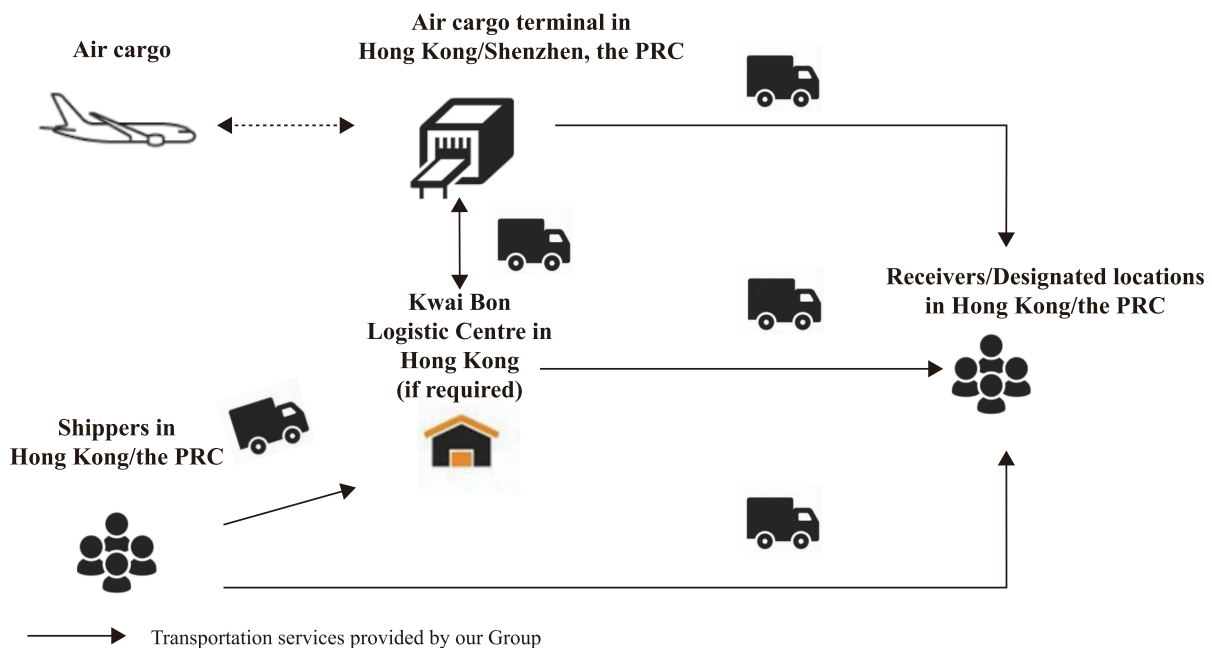 Air cargo
Air cargo terminal in
Hong Kong/Shenzhen, the PRC
Kwai Bon
Logistic Centre in
Hong Kong
(if required)
Receivers/Designated locations
in Hong Kong/the PRC
Shippers in
Hong Kong/the PRC
Transportation services provided by our Group